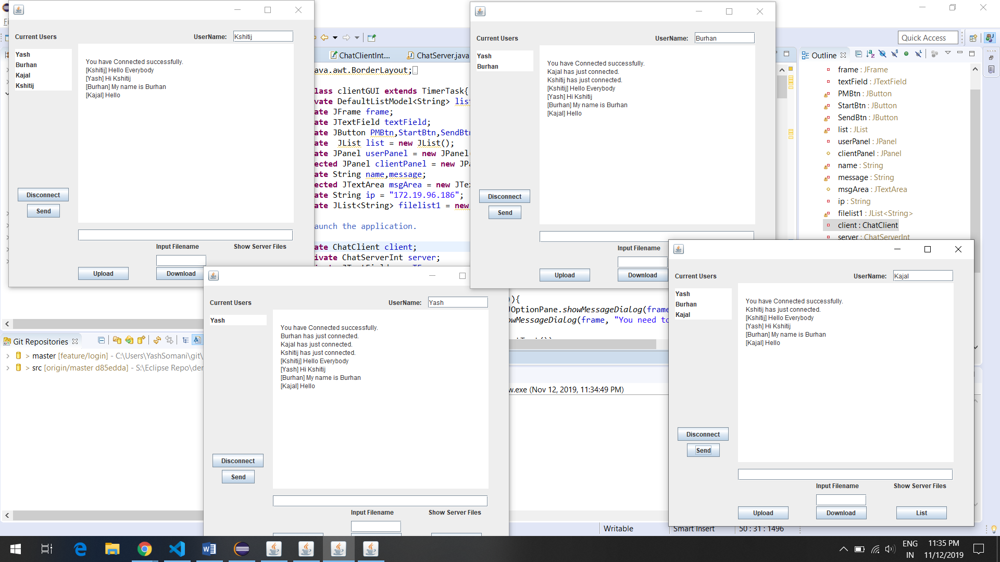 Current Users
UserName:
Kshitij
Yash
Burhan
Kajal
Kshitij
You have Connected successfully.
[Kshitij] Hello Everybody
[Yash] Hi Kshitij
[Burhan] My name is Burhan
[Kajal] Hello
Disconnect
Send
Input Filename
Show Server Files
Upload
Download
ChatClientInt....
ChatServer.java
ava.awt.BorderLayout;
lass clientGUI extends TimerTask{
vate DefaultListModel<String> list
ate JFrame frame;
ate JTextField textField;
ate JButton PMBtn,StartBtn,SendBtn
ate JList list = new JList();
ate JPanel userPanel = new JPanel
ected JPanel clientPanel = new JPa
ate String name,message;
ected JTextArea msgArea = new JTex
ate String ip = "172.19.96.186";
ate JList<String> filelist1 = new
aunch the application.
ate ChatClient client;
ivate ChatServerInt server;
Current Users
UserName:
Burhan
Yash
Burhan
You have Connected successfully.
Kajal has just connected.
Kshitij has just connected.
[Kshitij] Hello Everybody
[Yash] Hi Kshitij
[Burhan] My name is Burhan
[Kajal] Hello
Disconnect
Send
Input Filename
Upload
Download
Quick Access
Outline
frame : JFrame
textField : JTextField
PMBtn : JButton
StartBtn : JButton
SendBtn : JButton
list : JList
userPanel : JPanel
clientPanel : JPanel
name : String
message : String
msgArea : JTextArea
ip : String
filelist1 : JList<String>
client : ChatClient
server : ChatServerInt
Git Repositories
> master [feature/login] - C:\Users\YashSomani\git\
> src [origin/master d85edda] - S:\Eclipse Repo\der
Current Users
UserName:
Yash
Yash
You have Connected successfully.
Burhan has just connected.
Kajal has just connected.
Kshitij has just connected.
[Kshitij] Hello Everybody
[Yash] Hi Kshitij
[Burhan] My name is Burhan
[Kajal] Hello
Disconnect
Send
Input Filename
Show Server Files
)){
JOptionPane.showMessageDialog(frame
owMessageDialog(frame, "You need to
w.exe (Nov 12, 2019, 11:34:49 PM)
Current Users
UserName:
Kajal
Yash
Burhan
Kajal
You have Connected successfully.
Kshitij has just connected.
[Kshitij] Hello Everybody
[Yash] Hi Kshitij
[Burhan] My name is Burhan
[Kajal] Hello
Disconnect
Send
Input Filename
Show Server Files
Upload
Download
List
Writable
Smart Insert
50 : 31 : 1496
ENG
IN
11:35 PM
11/12/2019